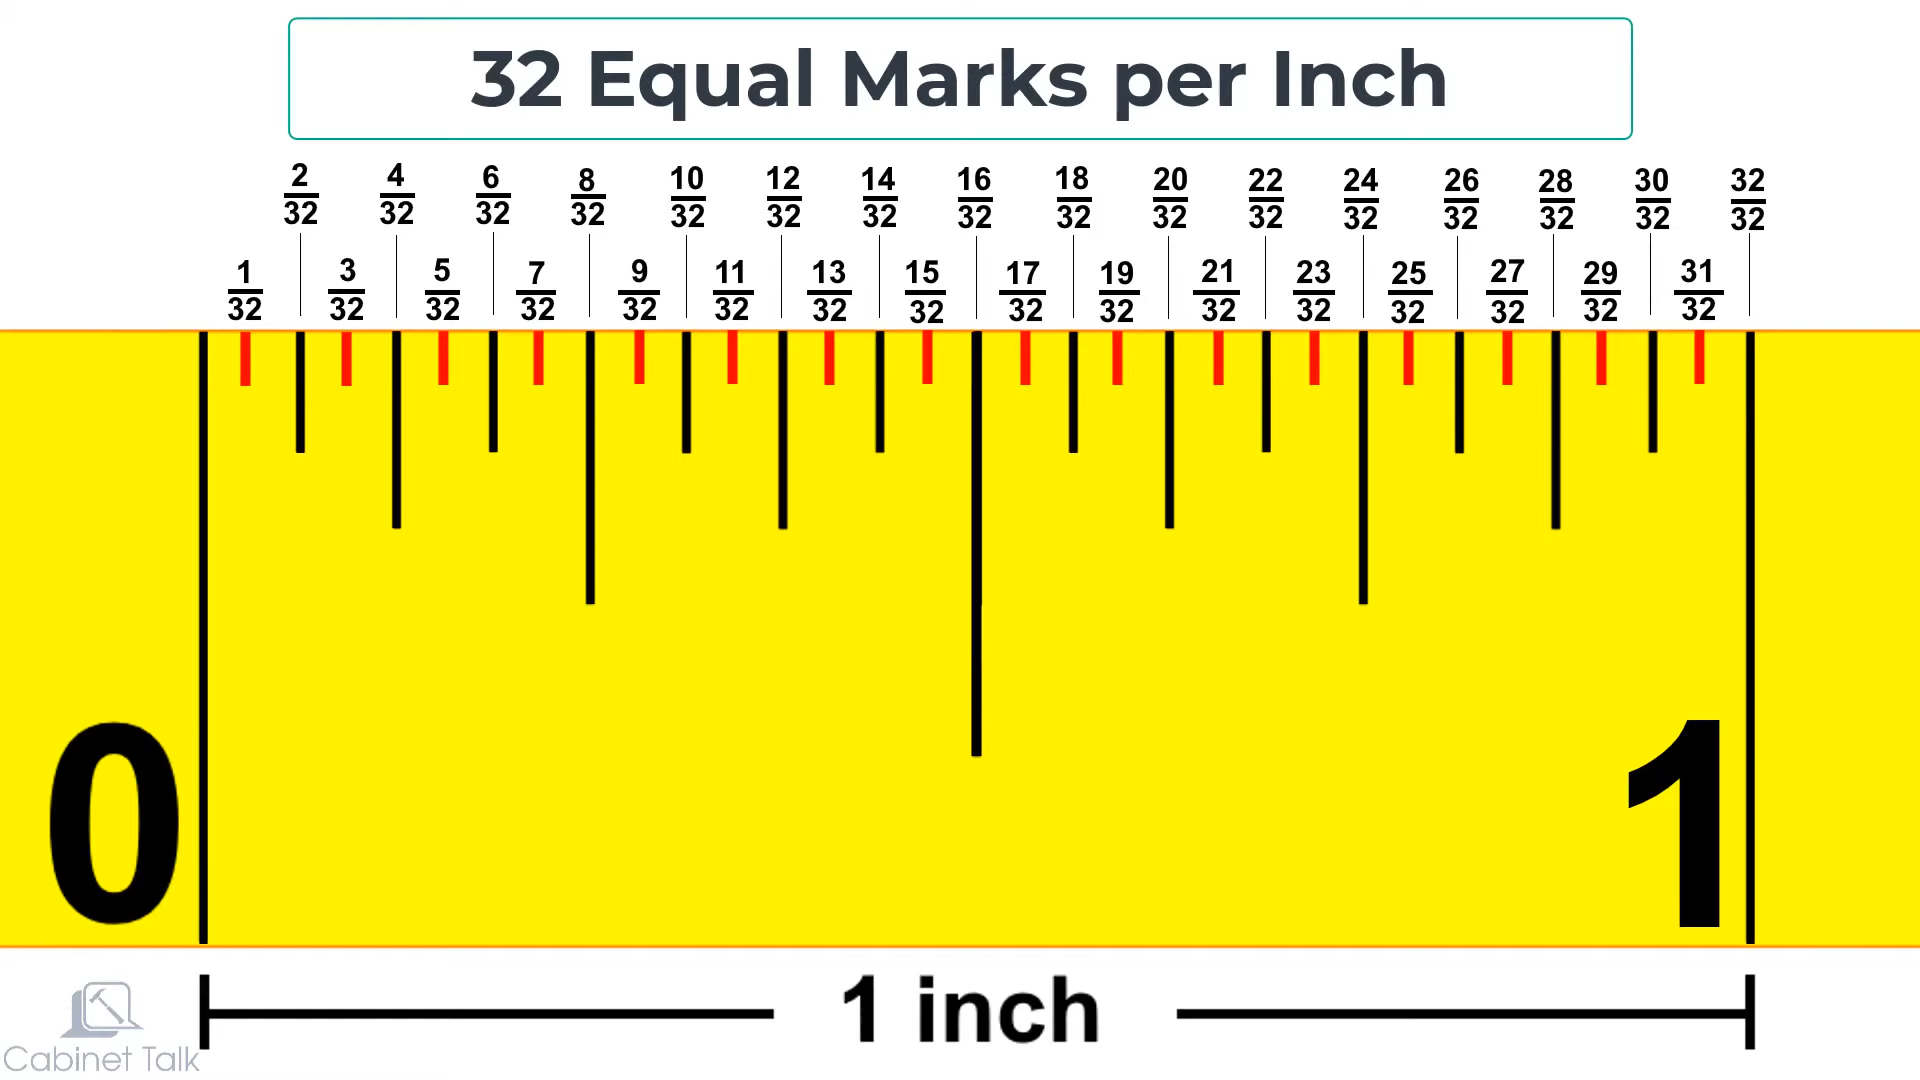 32 Equal Marks per Inch
2/32 4/32 6/32 8/32 10/32 12/32 14/32 16/32 18/32 20/32 22/32 24/32 26/32 28/32 30/32 32/32
1/32 3/32 5/32 7/32 9/32 11/32 13/32 15/32 17/32 19/32 21/32 23/32 25/32 27/32 29/32 31/32
0 1
1 inch
Cabinet Talk